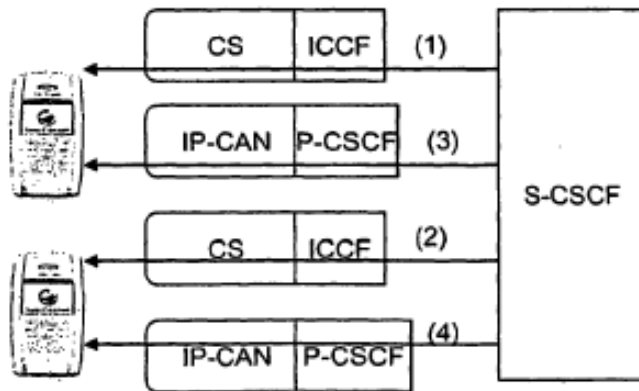 CS ICCF (1)
IP-CAN P-CSCF (3)
S-CSCF
CS ICCF (2)
IP-CAN P-CSCF (4)